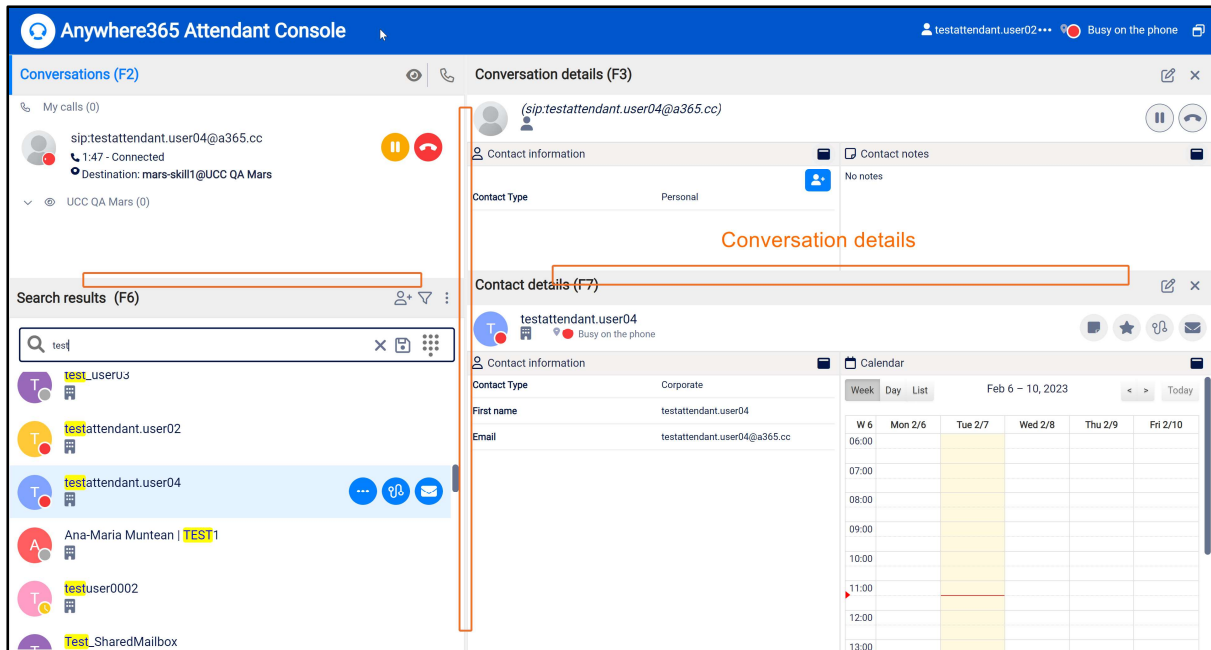 Anywhere365 Attendant Console
testattendant.user02••• Busy on the phone
Conversations (F2)
My calls (0)
sip:testattendant.user04@a365.cc
1:47 - Connected
Destination: mars-skill1@UCC QA Mars
UCC QA Mars (0)
Search results (F6)
test
test_user03
testattendant.user02
testattendant.user04
Ana-Maria Muntean | TEST1
testuser0002
Test_SharedMailbox
Conversation details (F3)
(sip:testattendant.user04@a365.cc)
Contact information
Contact Type Personal
Contact notes
No notes
Conversation details
Contact details (F7)
testattendant.user04
Busy on the phone
Contact information
Contact Type Corporate
First name testattendant.user04
Email testattendant.user04@a365.cc
Calendar
Week Day List Feb 6 – 10, 2023 < > Today
W 6 Mon 2/6 Tue 2/7 Wed 2/8 Thu 2/9 Fri 2/10
06:00
07:00
08:00
09:00
10:00
11:00
12:00
13:00